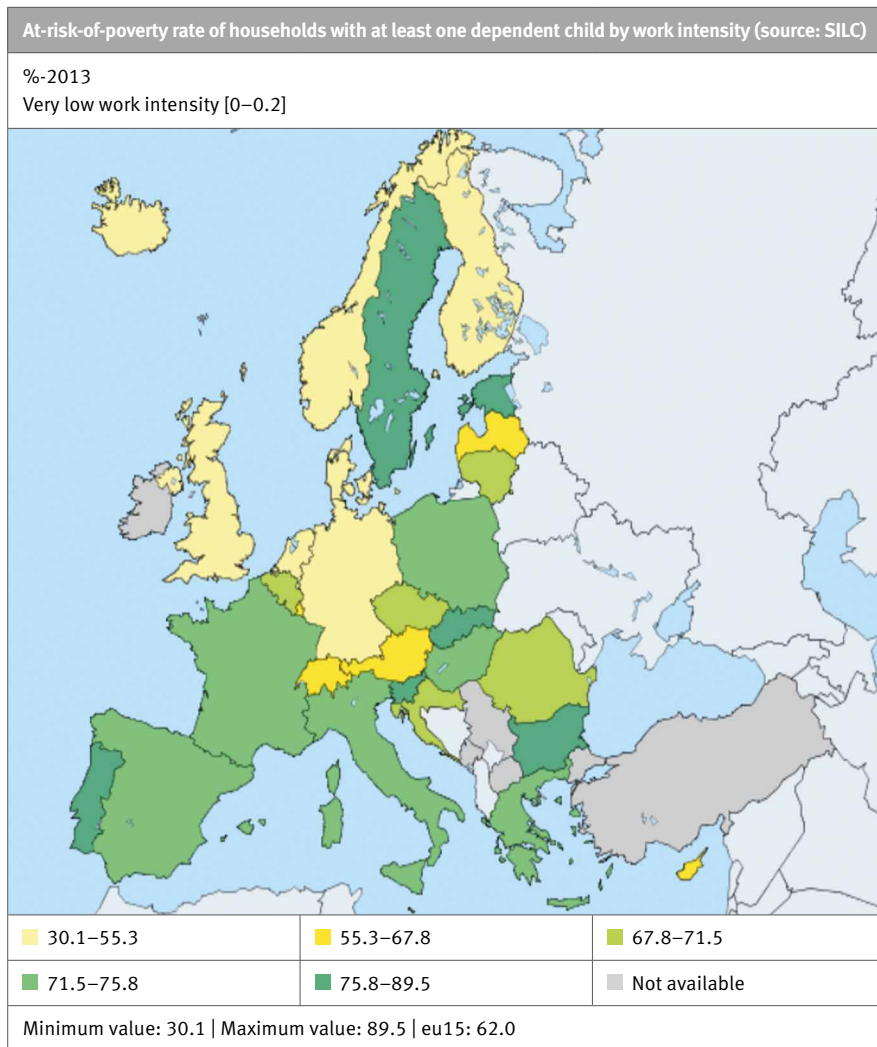 At-risk-of-poverty rate of households with at least one dependent child by work intensity (source: SILC)
%-2013
Very low work intensity [0–0.2]
30.1–55.3
55.3–67.8
67.8–71.5
71.5–75.8
75.8–89.5
Not available
Minimum value: 30.1 | Maximum value: 89.5 | eu15: 62.0